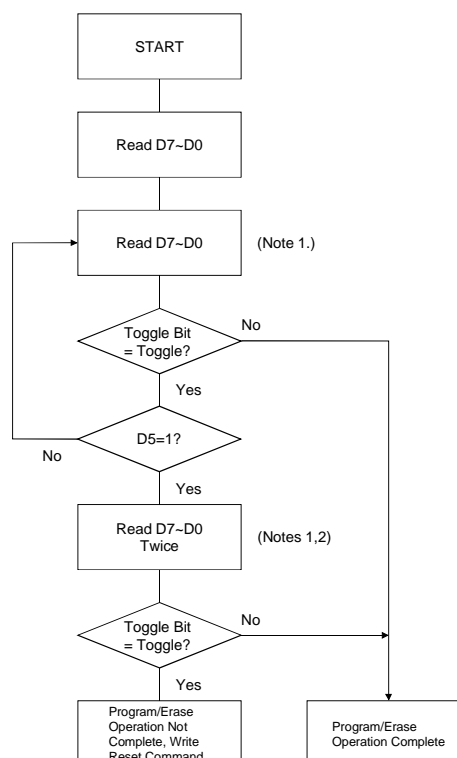 START
Read D7~D0
Read D7~D0
(Note 1.)
Toggle Bit
= Toggle?
No
Yes
D5=1?
No
Yes
Read D7~D0
Twice
(Notes 1,2)
Toggle Bit
= Toggle?
No
Yes
Program/Erase
Operation Not
Complete, Write
Reset Command
Program/Erase
Operation Complete